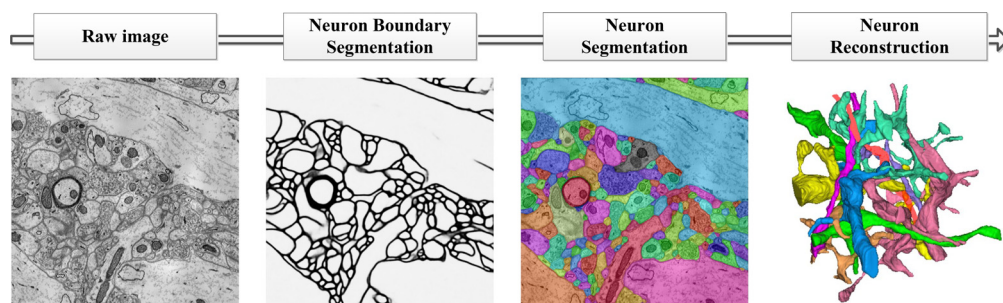 Raw image
Neuron Boundary
Segmentation
Neuron
Segmentation
Neuron
Reconstruction